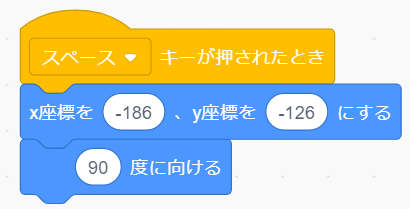 スペース キーが押されたとき
x座標を -186 、y座標を -126 にする
90 度に向ける